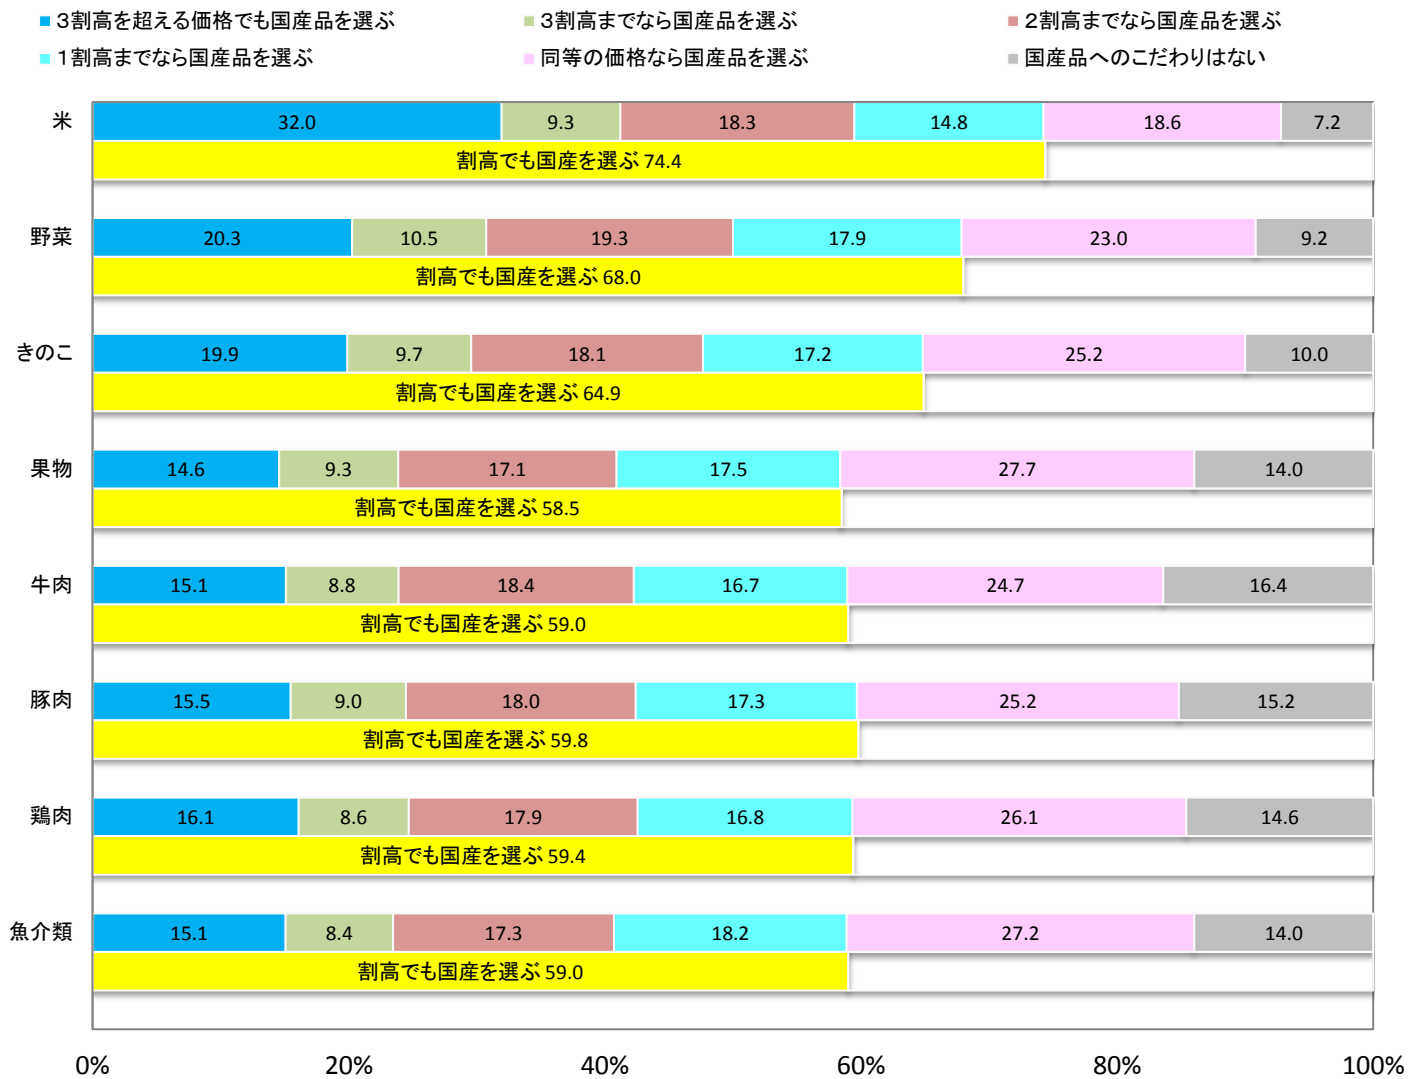 ３割高を超える価格でも国産品を選ぶ ３割高までなら国産品を選ぶ ２割高までなら国産品を選ぶ
１割高までなら国産品を選ぶ 同等の価格なら国産品を選ぶ 国産品へのこだわりはない
米 32.0 9.3 18.3 14.8 18.6 7.2
割高でも国産を選ぶ 74.4
野菜 20.3 10.5 19.3 17.9 23.0 9.2
割高でも国産を選ぶ 68.0
きのこ 19.9 9.7 18.1 17.2 25.2 10.0
割高でも国産を選ぶ 64.9
果物 14.6 9.3 17.1 17.5 27.7 14.0
割高でも国産を選ぶ 58.5
牛肉 15.1 8.8 18.4 16.7 24.7 16.4
割高でも国産を選ぶ 59.0
豚肉 15.5 9.0 18.0 17.3 25.2 15.2
割高でも国産を選ぶ 59.8
鶏肉 16.1 8.6 17.9 16.8 26.1 14.6
割高でも国産を選ぶ 59.4
魚介類 15.1 8.4 17.3 18.2 27.2 14.0
割高でも国産を選ぶ 59.0
0% 20% 40% 60% 80% 100%